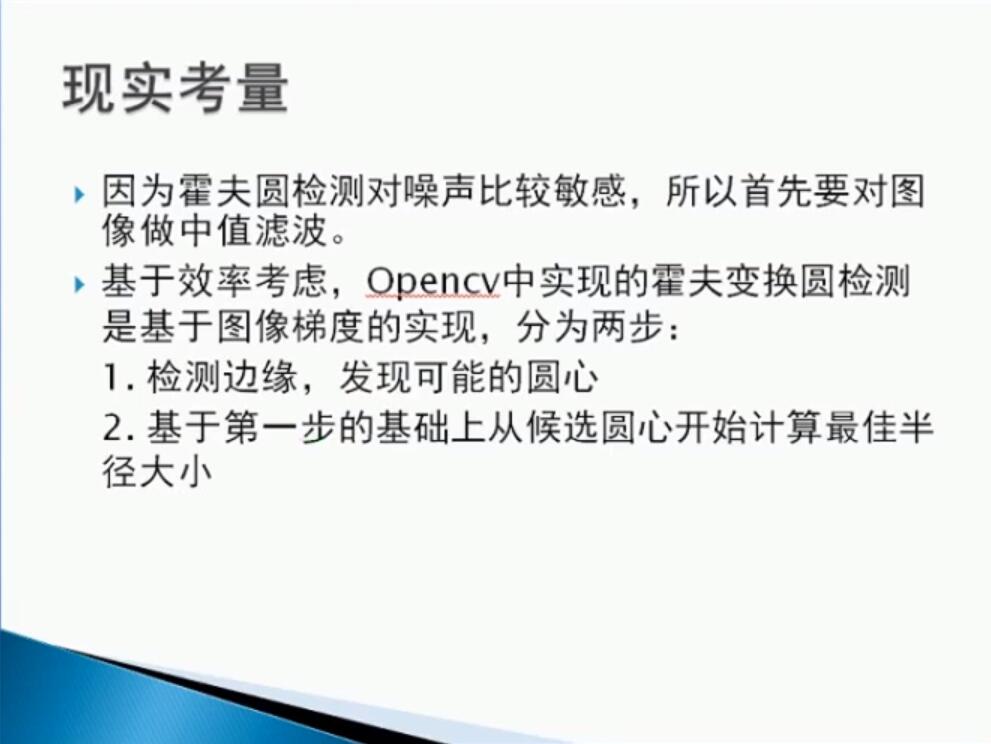 现实考量
因为霍夫圆检测对噪声比较敏感，所以首先要对图
像做中值滤波。
基于效率考虑，Opencv中实现的霍夫变换圆检测
是基于图像梯度的实现，分为两步：
1. 检测边缘，发现可能的圆心
2. 基于第一步的基础上从候选圆心开始计算最佳半
径大小